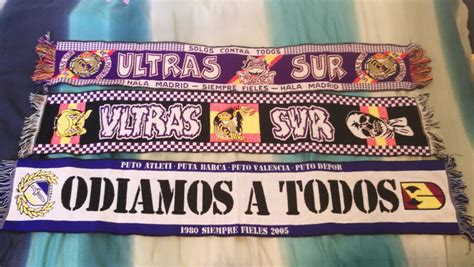 SOLOS CONTRA TODOS
ULTRAS SUR
HALA MADRID - SIEMPRE FIELES - HALA MADRID
VLTRAS SVR
PUTO ATLETI · PUTA BARCA · PUTO VALENCIA · PUTO DEPOR
ODIAMOS A TODOS
1980 SIEMPRE FIELES 2005